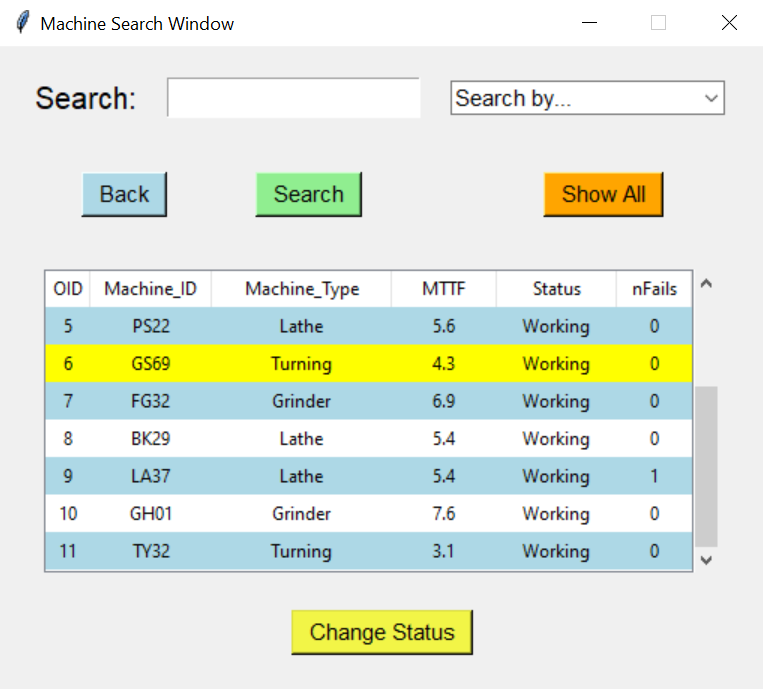 Machine Search Window
Search: Search by...
Back Search Show All
OID Machine_ID Machine_Type MTTF Status nFails
5 PS22 Lathe 5.6 Working 0
6 GS69 Turning 4.3 Working 0
7 FG32 Grinder 6.9 Working 0
8 BK29 Lathe 5.4 Working 0
9 LA37 Lathe 5.4 Working 1
10 GH01 Grinder 7.6 Working 0
11 TY32 Turning 3.1 Working 0
Change Status